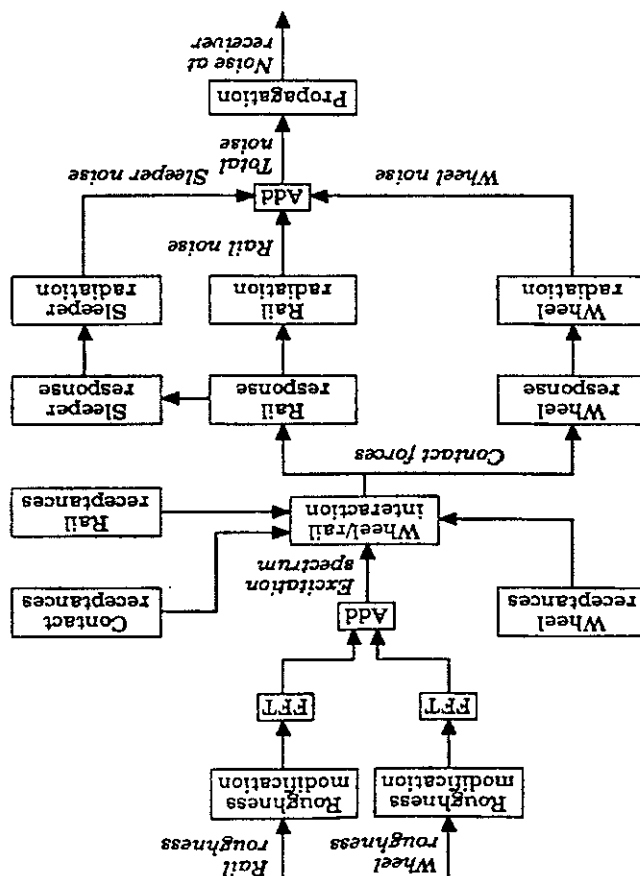 Wheel
roughness
Rail
roughness
Roughness
modification
Roughness
modification
FFT
FFT
Add
Wheel
receptances
Excitation
spectrum
Contact
receptances
Wheel/rail
interaction
Rail
receptances
Contact forces
Wheel
response
Rail
response
Sleeper
response
Wheel
radiation
Rail
radiation
Sleeper
radiation
Rail noise
Wheel noise
Add
Sleeper noise
Total
noise
Propagation
Noise at
receiver